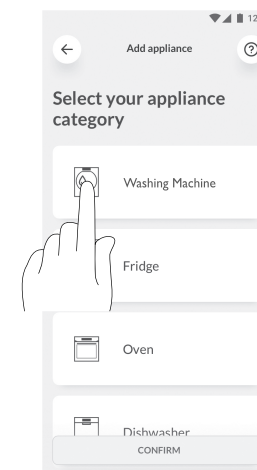 12
Add appliance
?
Select your appliance
category
Washing Machine
Fridge
Oven
Dishwasher
CONFIRM